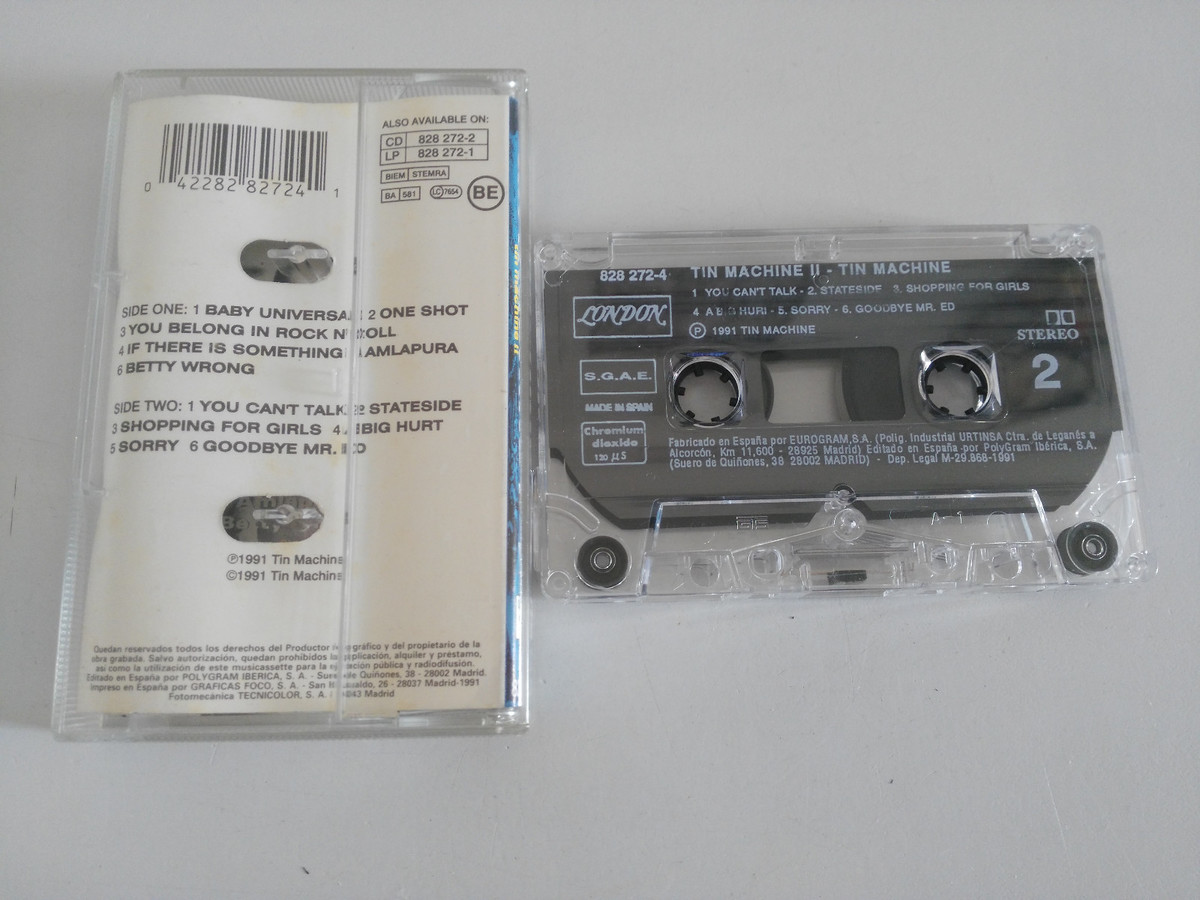 ALSO AVAILABLE ON:
CD 828 272-2
LP 828 272-1
BIEM STEMRA
BA 581 LC 7654 BE
0 42282 82724 1
SIDE ONE: 1 BABY UNIVERSAL 2 ONE SHOT
3 YOU BELONG IN ROCK N' ROLL
4 IF THERE IS SOMETHING AMLAPURA
6 BETTY WRONG
SIDE TWO: 1 YOU CAN'T TALK 2 STATESIDE
3 SHOPPING FOR GIRLS 4 A BIG HURT
5 SORRY 6 GOODBYE MR. ED
℗1991 Tin Machine
©1991 Tin Machine
Quedan reservados todos los derechos del Productor y del propietario de la
obra grabada. Salvo autorización, quedan prohibidos la duplicación, alquiler y préstamo,
así como la utilización de este musicassette para la ejecución pública y radiodifusión.
Editado en España por POLYGRAM IBERICA, S. A. - Suero de Quiñones, 38 - 28002 Madrid.
Impreso en España por GRAFICAS FOCO, S. A. - San 26 - 28037 Madrid-1991
Fotomecánica TECNICOLOR, S. A. Madrid
tin machine II
828 272-4 TIN MACHINE II - TIN MACHINE
1 YOU CAN'T TALK - 2. STATESIDE 3. SHOPPING FOR GIRLS
4 A BIG HURT - 5. SORRY - 6. GOODBYE MR. ED
℗ 1991 TIN MACHINE
LONDON
STEREO
2
S.G.A.E.
MADE IN SPAIN
Chromium
dioxide
120 µS
Fabricado en España por EUROGRAM,S.A. (Polig. Industrial URTINSA Ctra. de Leganés a
Alcorcón, Km 11,600 - 28925 Madrid) Editado en España por PolyGram Ibérica, S.A.
(Suero de Quiñones, 38 28002 MADRID) - Dep. Legal M-29.868-1991
A-1